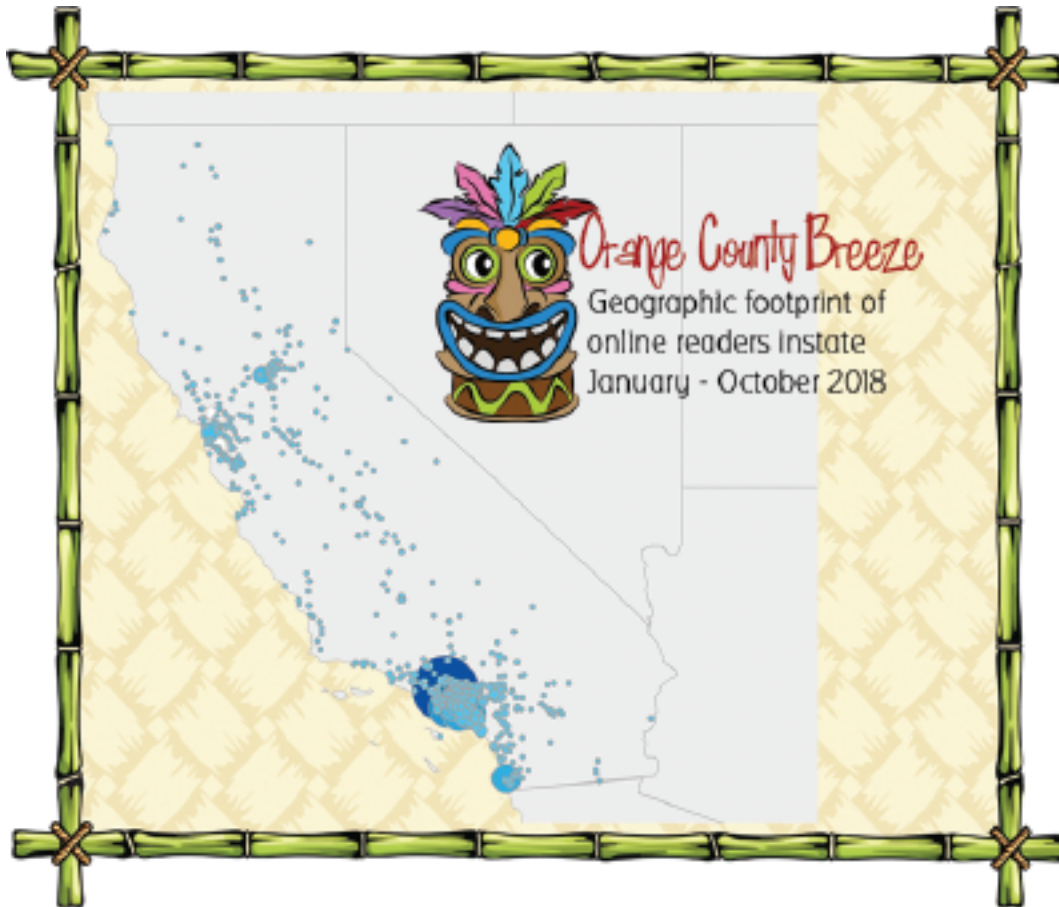 Orange County Breeze
Geographic footprint of
online readers instate
January - October 2018